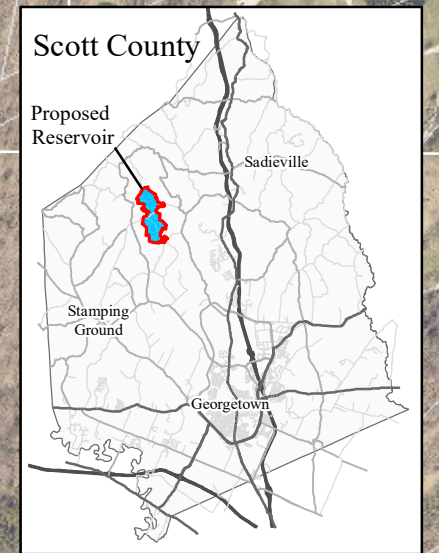 Scott County
Proposed
Reservoir
Sadieville
Stamping
Ground
Georgetown